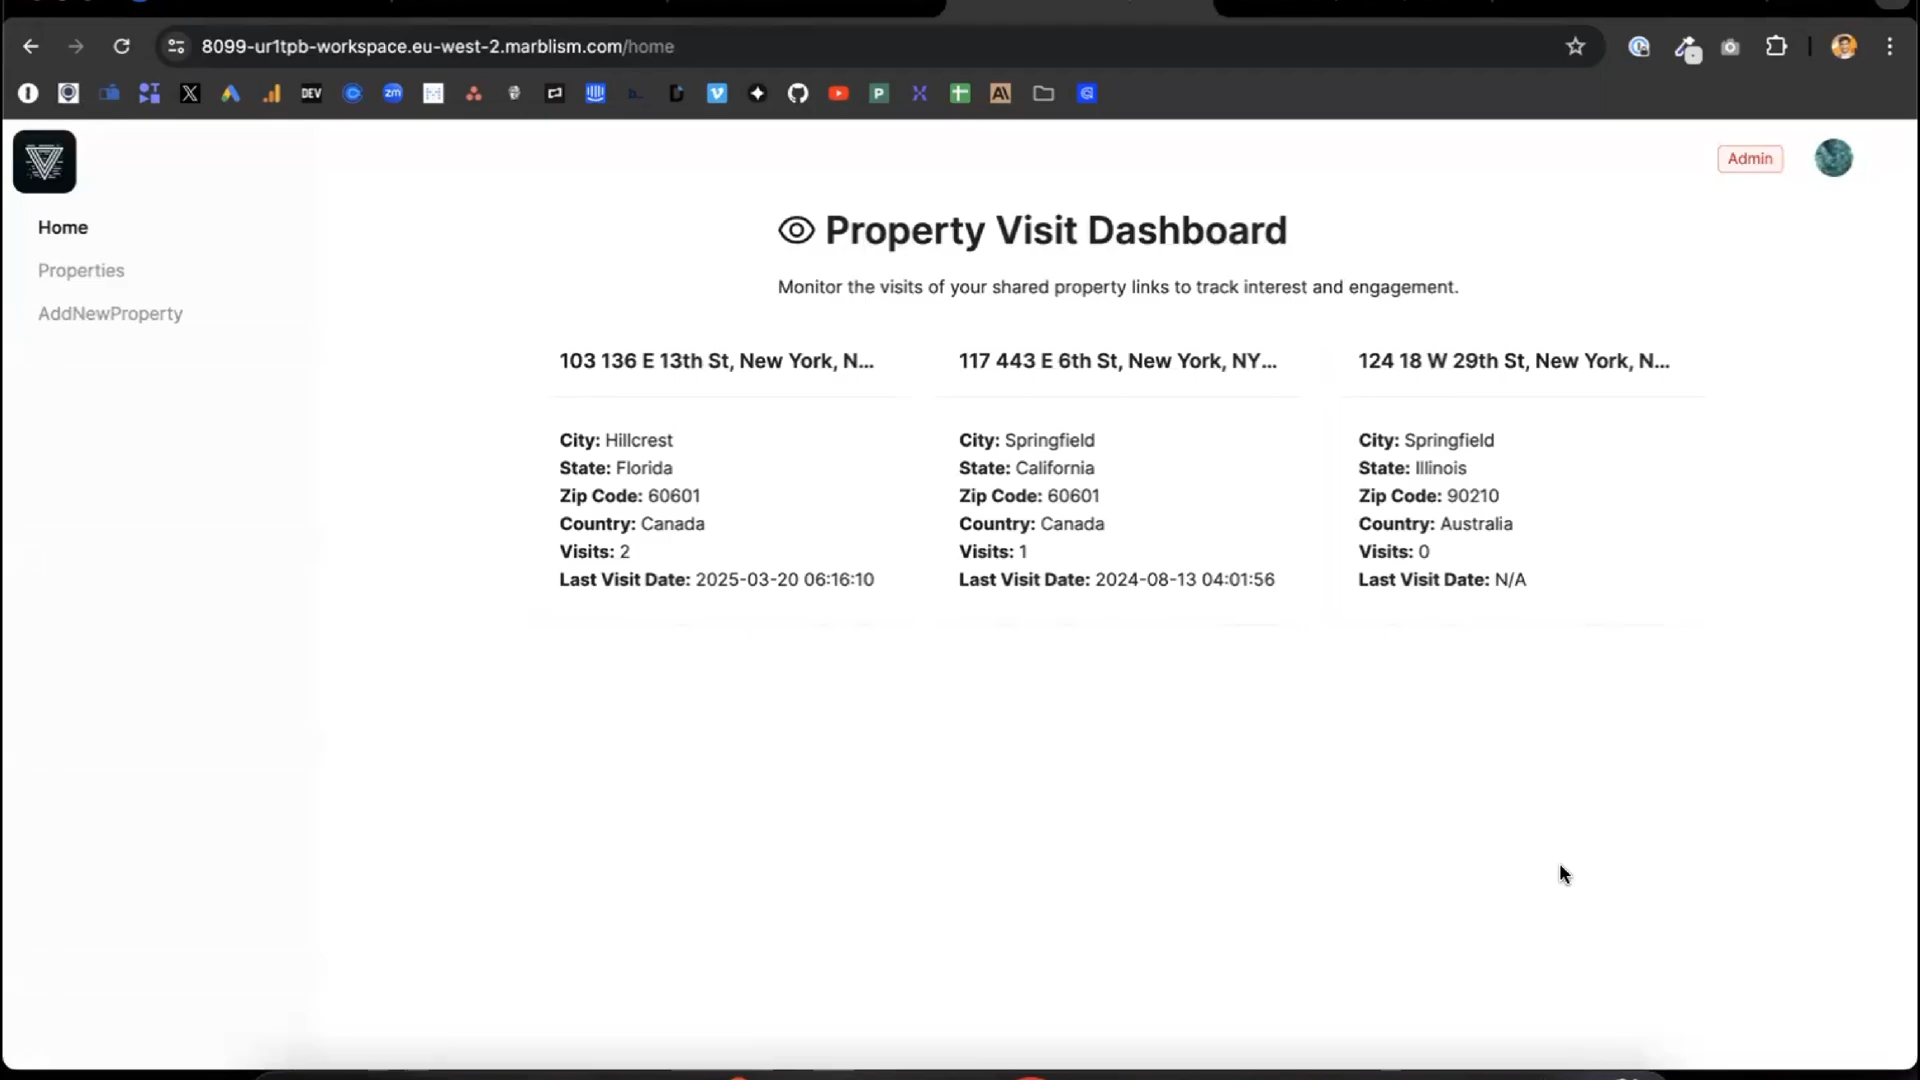 8099-ur1tpb-workspace.eu-west-2.marblism.com/home
DEV
zm
P
Admin
Home
Properties
AddNewProperty
Property Visit Dashboard
Monitor the visits of your shared property links to track interest and engagement.
103 136 E 13th St, New York, N...
City: Hillcrest
State: Florida
Zip Code: 60601
Country: Canada
Visits: 2
Last Visit Date: 2025-03-20 06:16:10
117 443 E 6th St, New York, NY...
City: Springfield
State: California
Zip Code: 60601
Country: Canada
Visits: 1
Last Visit Date: 2024-08-13 04:01:56
124 18 W 29th St, New York, N...
City: Springfield
State: Illinois
Zip Code: 90210
Country: Australia
Visits: 0
Last Visit Date: N/A